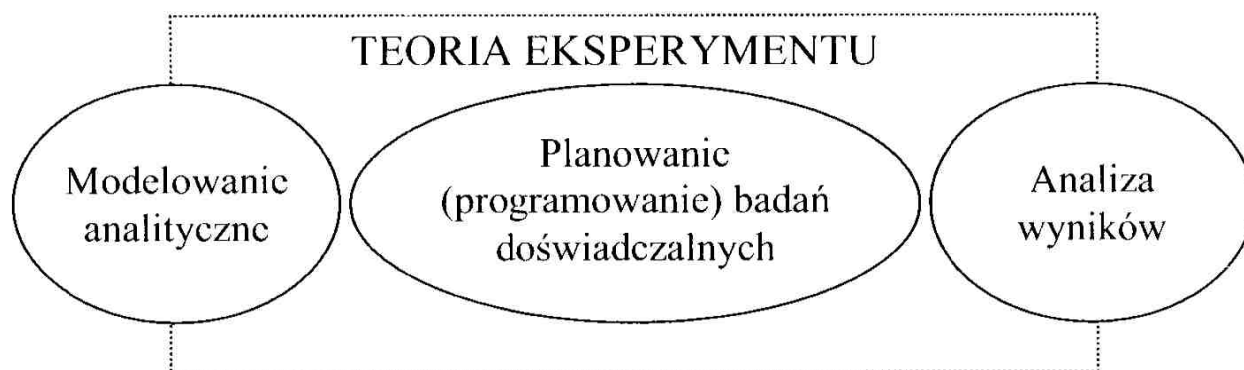 TEORIA EKSPERYMENTU
Modelowanie
analityczne
Planowanie
(programowanie) badań
doświadczalnych
Analiza
wyników